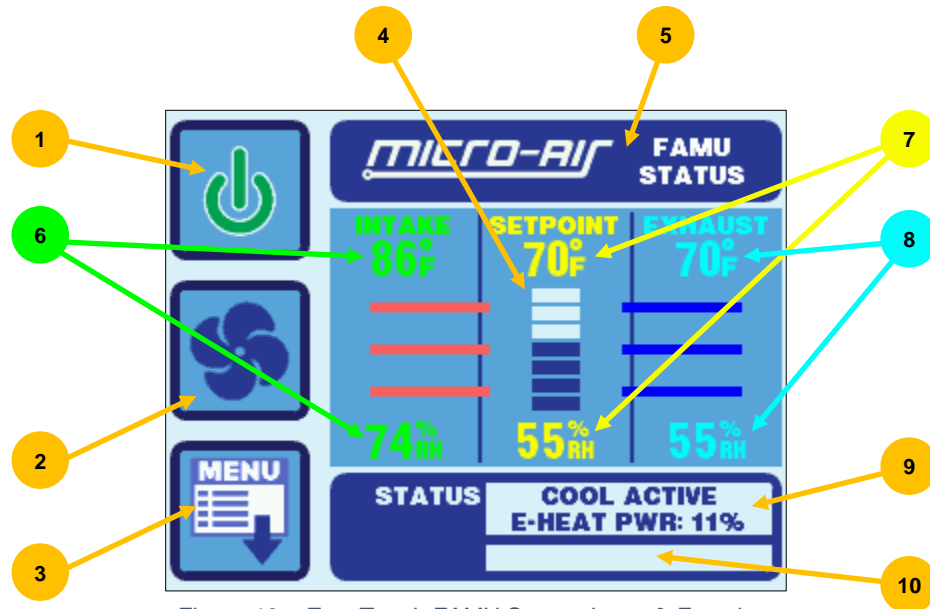 4
5
1
7
MICRO-AIR
FAMU
STATUS
6
8
INTAKE
SETPOINT
EXHAUST
86°F
70°F
70°F
74% RH
55% RH
55% RH
2
MENU
STATUS
COOL ACTIVE
E-HEAT PWR: 11%
9
3
10